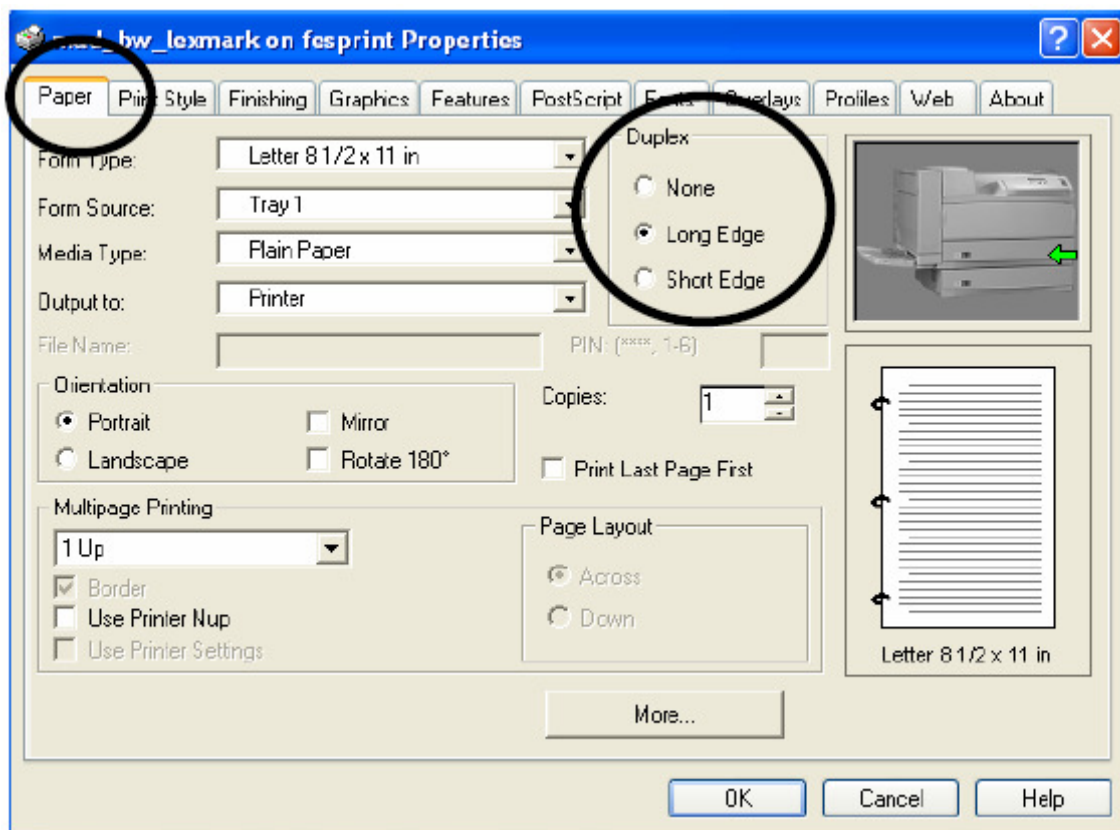 bw_lexmark on fesprint Properties
Paper Print Style Finishing Graphics Features PostScript Fonts Overlays Profiles Web About
Form Type: Letter 8 1/2 x 11 in
Form Source: Tray 1
Media Type: Plain Paper
Output to: Printer
File Name: PIN: (****, 1-6)
Duplex
None
Long Edge
Short Edge
Orientation
Portrait Mirror
Landscape Rotate 180°
Copies: 1
Print Last Page First
Multipage Printing
1 Up
Border
Use Printer Nup
Use Printer Settings
Page Layout
Across
Down
Letter 8 1/2 x 11 in
More...
OK Cancel Help